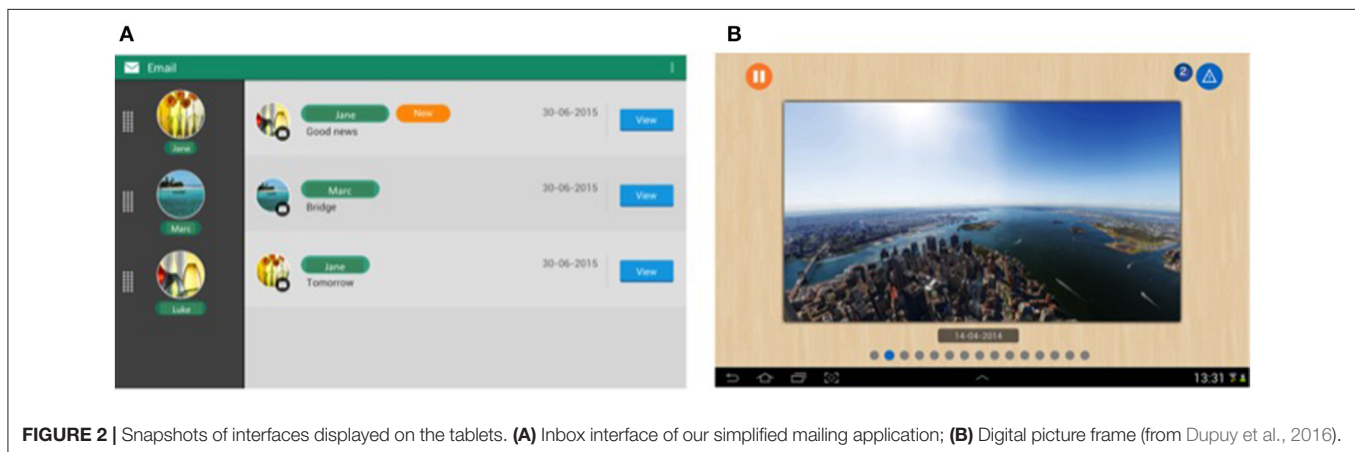 A
B
Email
Jane
Marc
Luke
Jane New 30-06-2015 View
Good news
Marc 30-06-2015 View
Bridge
Jane 30-06-2015 View
Tomorrow
2
14-04-2014
13:31
FIGURE 2 | Snapshots of interfaces displayed on the tablets. (A) Inbox interface of our simplified mailing application; (B) Digital picture frame (from Dupuy et al., 2016).